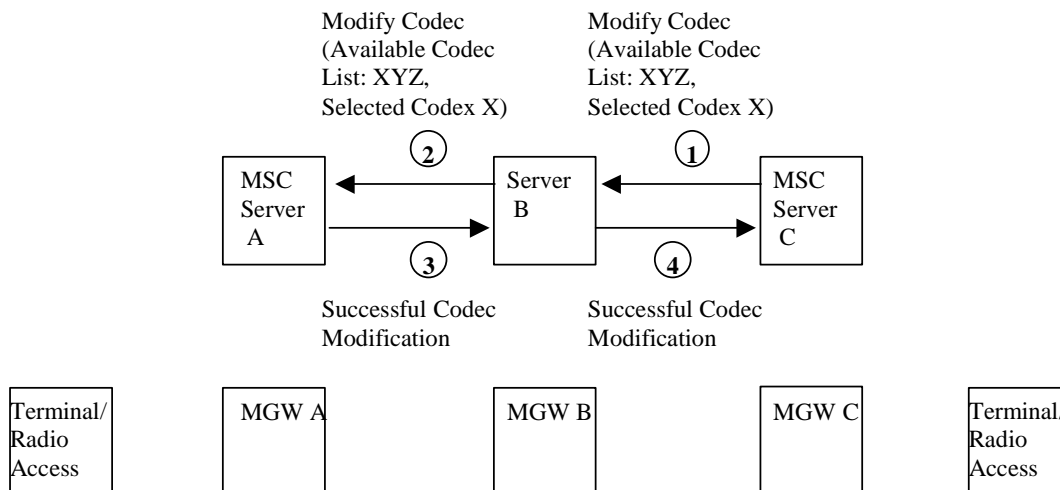 Modify Codec
(Available Codec
List: XYZ,
Selected Codex X)
Modify Codec
(Available Codec
List: XYZ,
Selected Codex X)
2
1
MSC
Server
A
Server
B
MSC
Server
C
3
4
Successful Codec
Modification
Successful Codec
Modification
Terminal/
Radio
Access
MGW A
MGW B
MGW C
Terminal/
Radio
Access